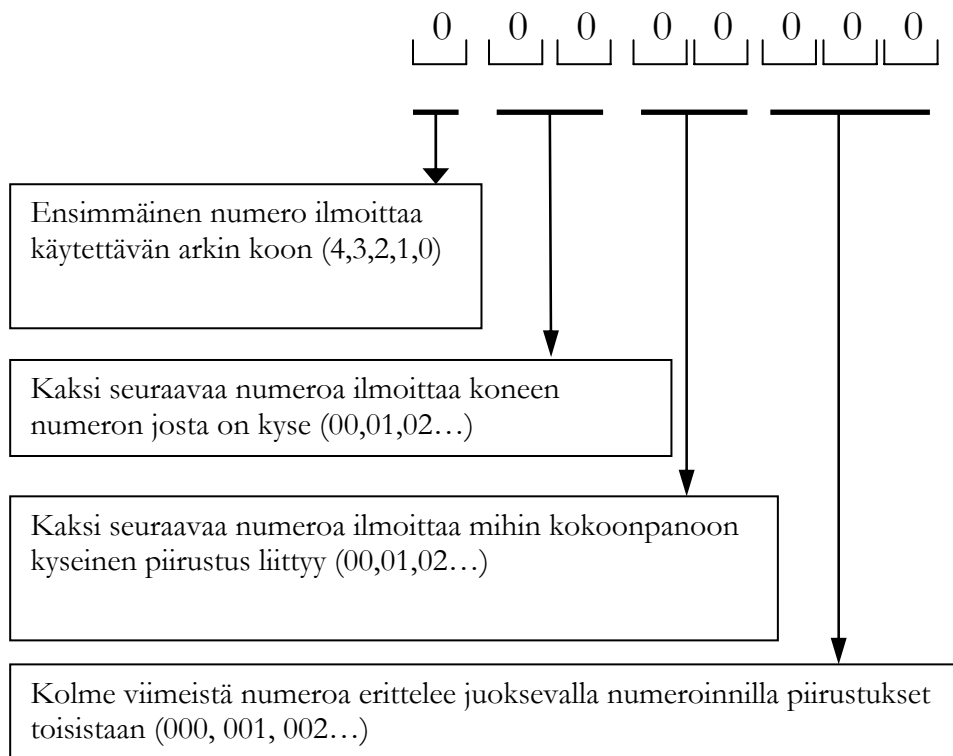 0 0 0 0 0 0 0 0
Ensimmäinen numero ilmoittaa
käytettävän arkin koon (4,3,2,1,0)
Kaksi seuraavaa numeroa ilmoittaa koneen
numeron josta on kyse (00,01,02…)
Kaksi seuraavaa numeroa ilmoittaa mihin kokoonpanoon
kyseinen piirustus liittyy (00,01,02…)
Kolme viimeistä numeroa erittelee juoksevalla numeroinnilla piirustukset
toisistaan (000, 001, 002…)